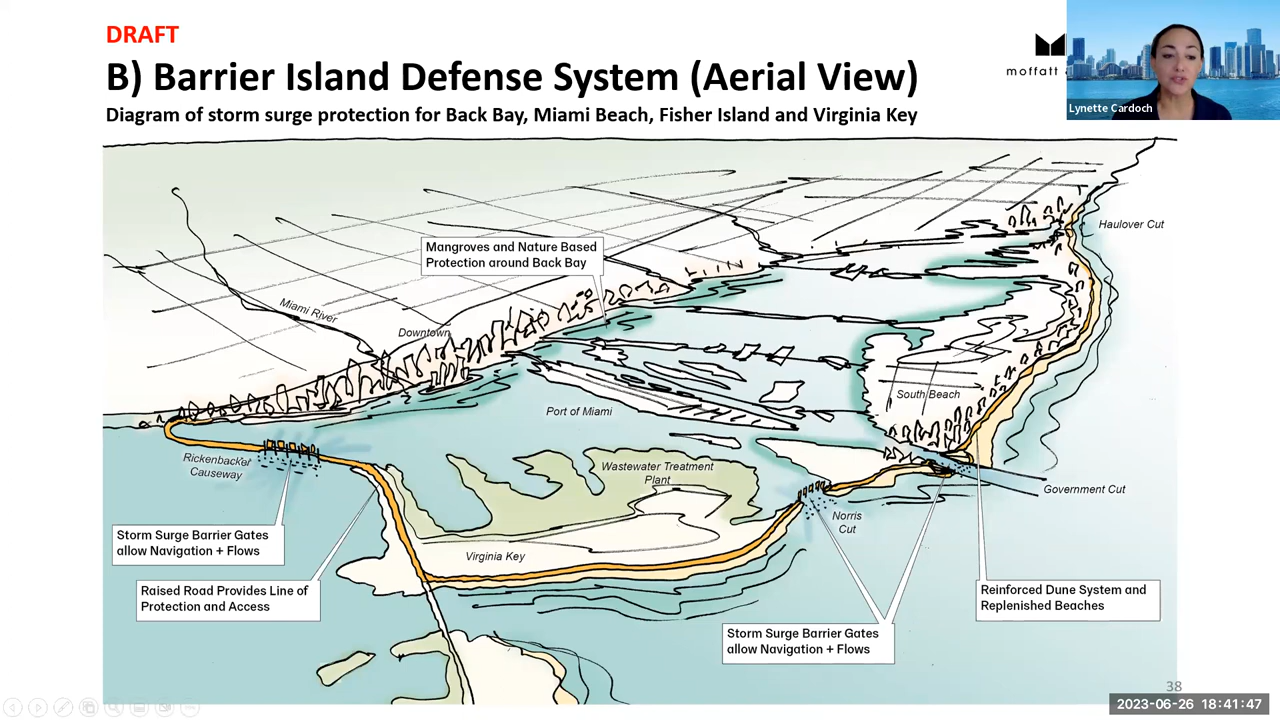 DRAFT
B) Barrier Island Defense System (Aerial View)
Diagram of storm surge protection for Back Bay, Miami Beach, Fisher Island and Virginia Key
moffatt
Lynette Cardoch
Haulover Cut
Mangroves and Nature Based
Protection around Back Bay
Miami River
Downtown
South Beach
Port of Miami
Rickenbacker
Causeway
Wastewater Treatment
Plant
Government Cut
Norris
Cut
Storm Surge Barrier Gates
allow Navigation + Flows
Virginia Key
Raised Road Provides Line of
Protection and Access
Reinforced Dune System and
Replenished Beaches
Storm Surge Barrier Gates
allow Navigation + Flows
38
2023-06-26 18:41:47